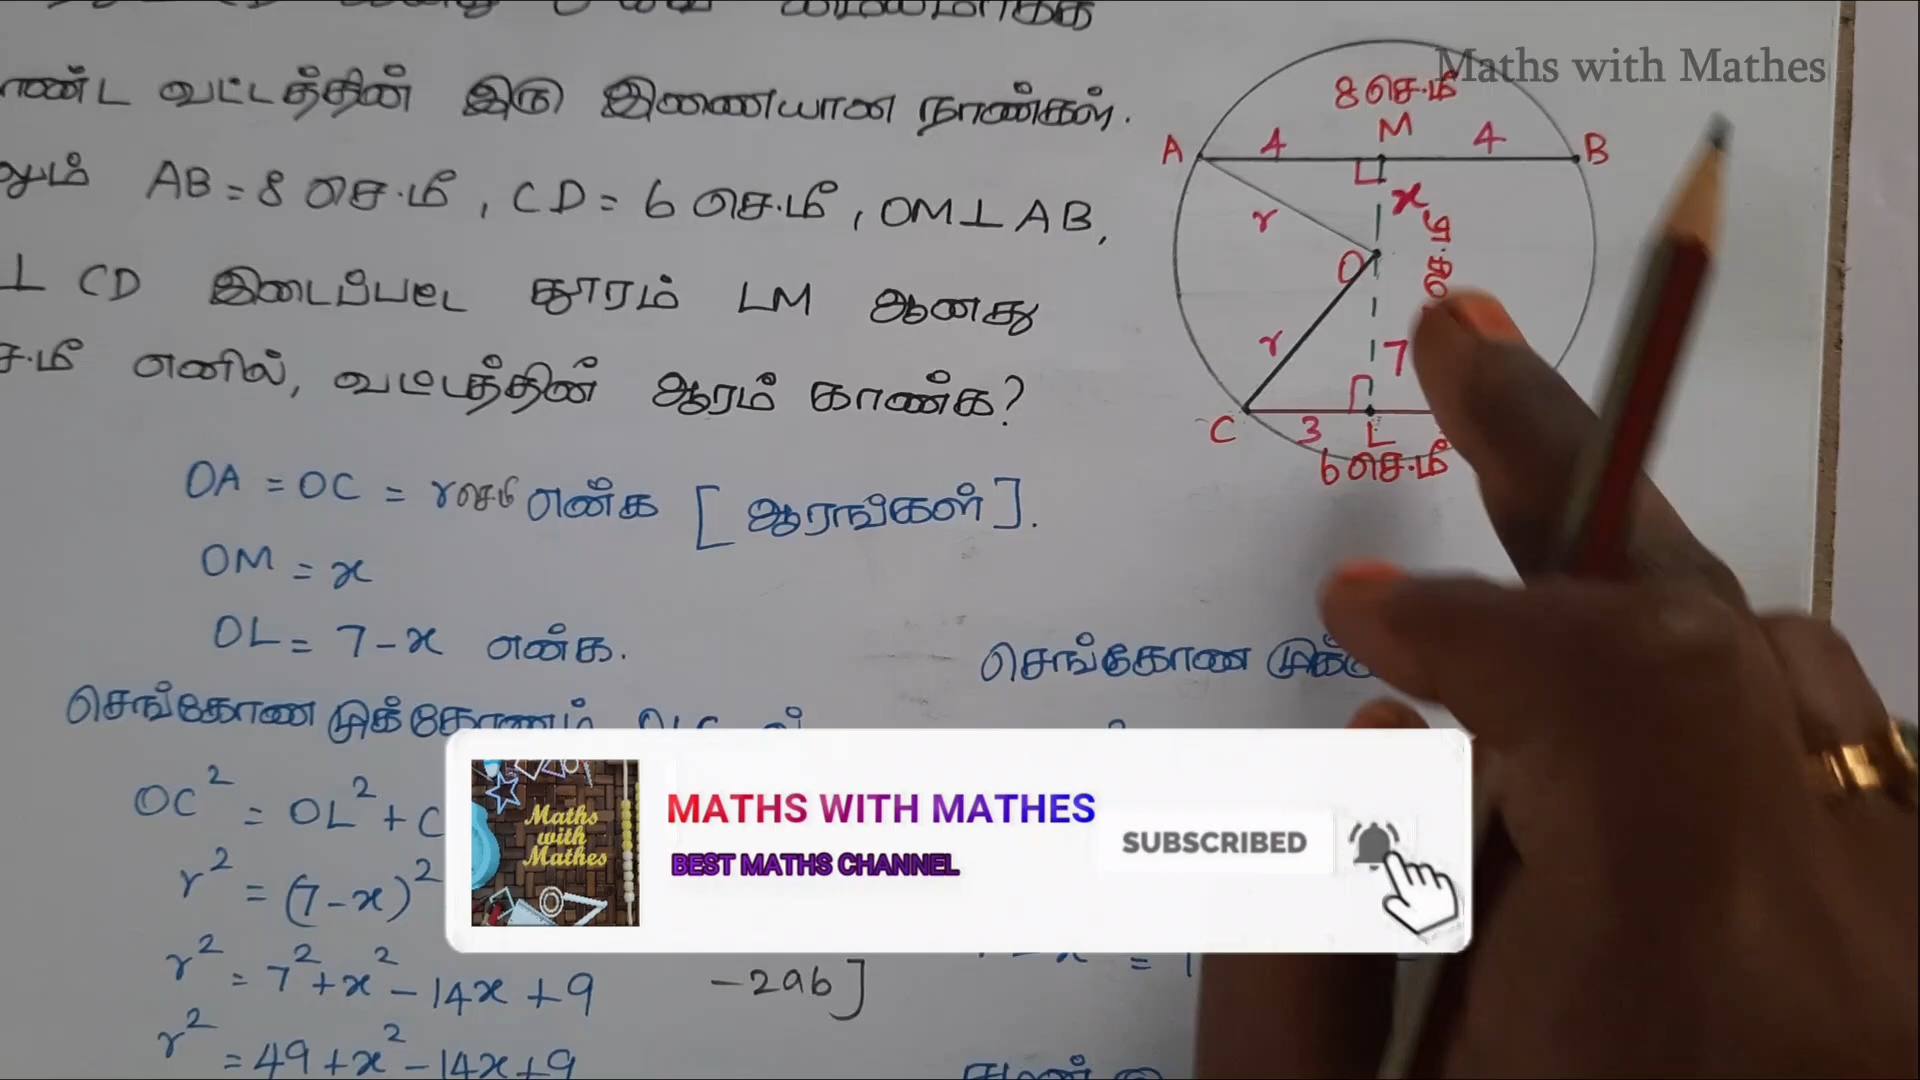 Maths with Mathes
வட்டத்தின் இரு இணையான நாண்கள்.
AB = 8 செ.மீ, CD = 6 செ.மீ, OM⊥AB,
⊥ CD இடைப்பட்ட தூரம் LM ஆனது
எனில், வட்டத்தின் ஆரம் காண்க?
8 செ.மீ
A 4 M 4 B
x
r
O
r
7
C 3 L
6 செ.மீ
OA = OC = r செ.மீ என்க [ ஆரங்கள் ].
OM = x
OL = 7 - x என்க.
செங்கோண முக்கோணம்
செங்கோண
OC² = OL² + C
r² = (7-x)²
r² = 7² + x² - 14x + 9
-2ab]
r² = 49 + x² - 14x + 9
Maths
with
Mathes
MATHS WITH MATHES
BEST MATHS CHANNEL
SUBSCRIBED